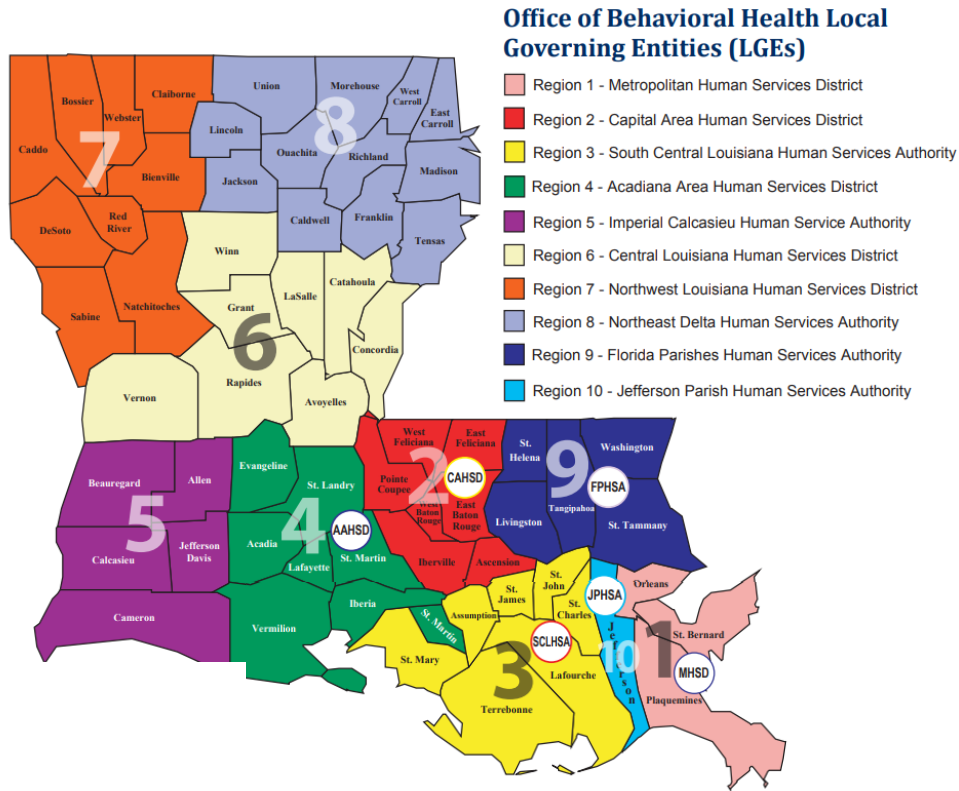 Office of Behavioral Health Local
Governing Entities (LGEs)
Region 1 - Metropolitan Human Services District
Region 2 - Capital Area Human Services District
Region 3 - South Central Louisiana Human Services Authority
Region 4 - Acadiana Area Human Services District
Region 5 - Imperial Calcasieu Human Service Authority
Region 6 - Central Louisiana Human Services District
Region 7 - Northwest Louisiana Human Services District
Region 8 - Northeast Delta Human Services Authority
Region 9 - Florida Parishes Human Services Authority
Region 10 - Jefferson Parish Human Services Authority
Caddo
Bossier
Webster
Claiborne
Bienville
7
DeSoto
Red
River
Sabine
Natchitoches
Union
Morehouse
West
Carroll
East
Carroll
Lincoln
8
Ouachita
Richland
Madison
Jackson
Caldwell
Franklin
Tensas
Winn
Grant
LaSalle
Catahoula
6
Concordia
Rapides
Vernon
Avoyelles
Beauregard
Allen
5
Calcasieu
Jefferson
Davis
Cameron
Evangeline
St. Landry
4
AAHSD
Acadia
Lafayette
St. Martin
Iberia
Vermilion
St. Martin
West
Feliciana
East
Feliciana
2
CAHSD
Pointe
Coupee
West
Baton
Rouge
East
Baton
Rouge
Iberville
Ascension
St.
Helena
9
Washington
FPHSA
Tangipahoa
Livingston
St. Tammany
St.
James
St.
John
St.
Charles
Assumption
SCLHSA
St. Mary
3
Lafourche
Terrebonne
JPHSA
Jefferson
10
Orleans
St. Bernard
1
MHSD
Plaquemines